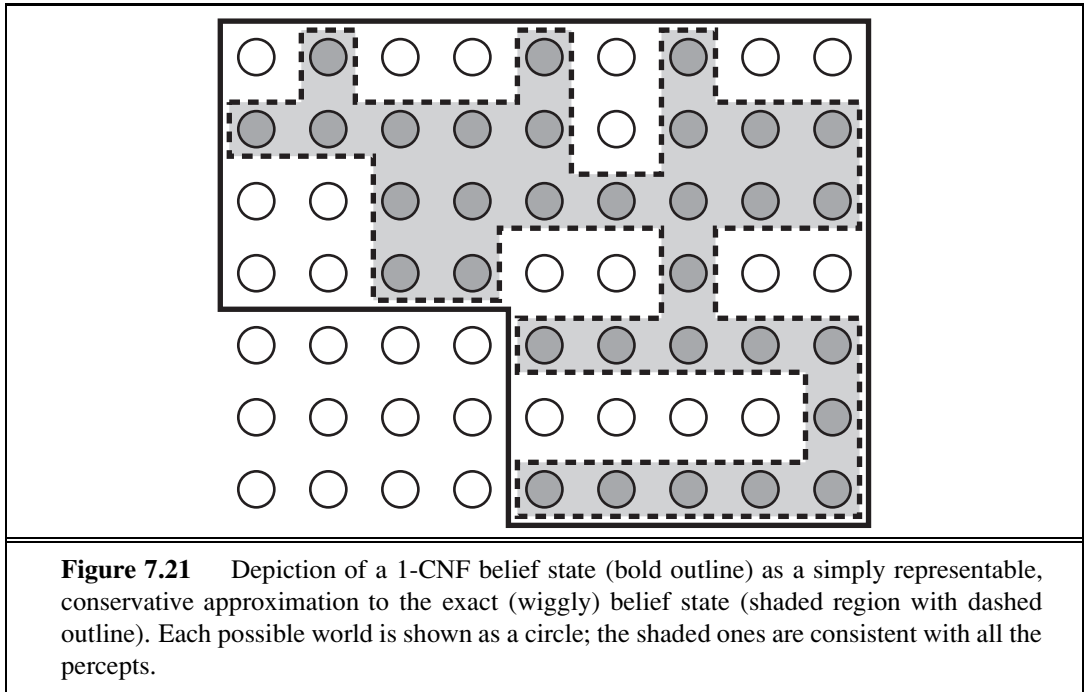 Figure 7.21 Depiction of a 1-CNF belief state (bold outline) as a simply representable,
conservative approximation to the exact (wiggly) belief state (shaded region with dashed
outline). Each possible world is shown as a circle; the shaded ones are consistent with all the
percepts.